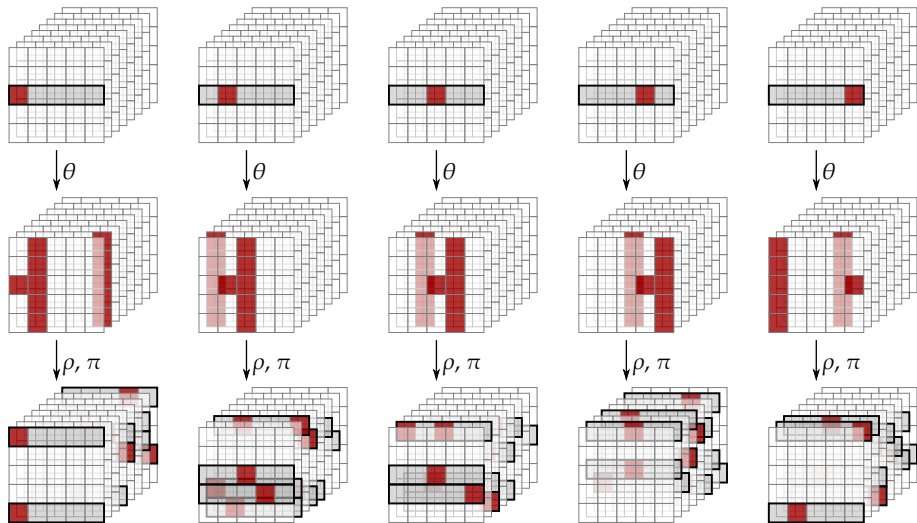 θ θ θ θ θ
ρ, π ρ, π ρ, π ρ, π ρ, π